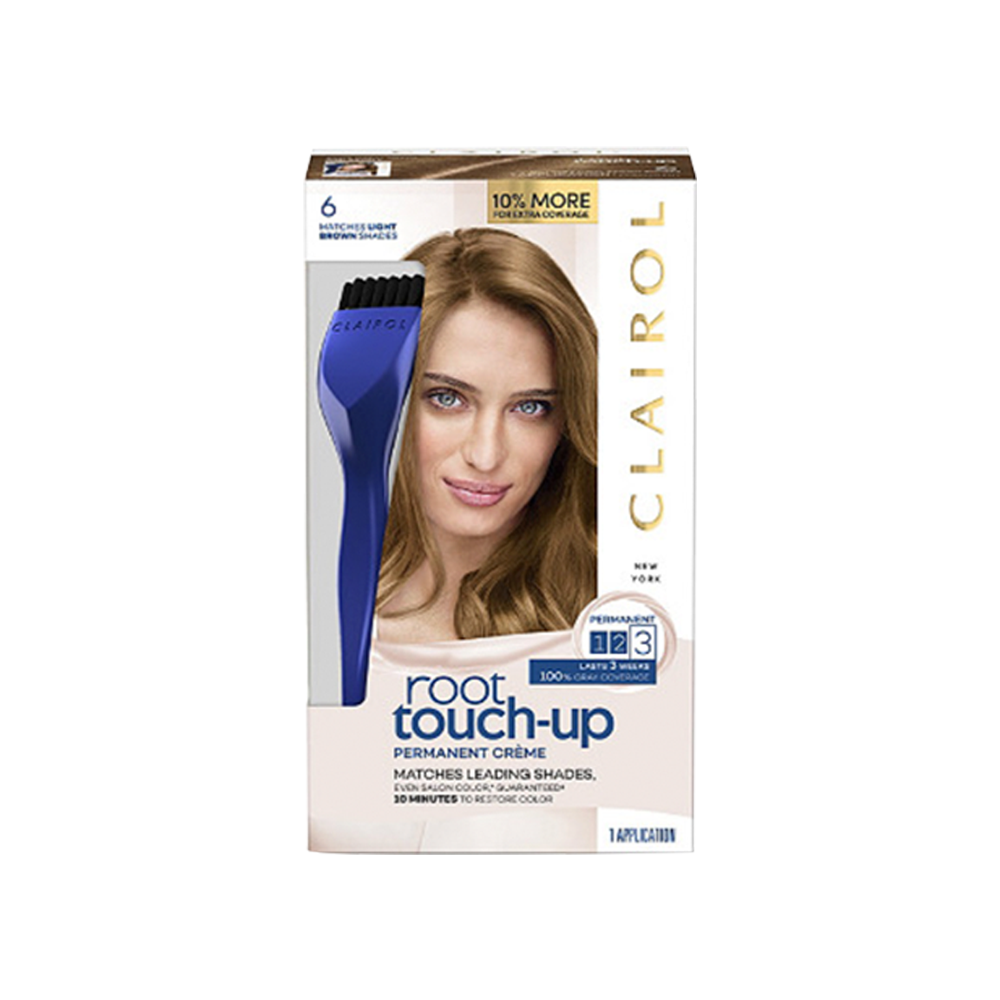 6
MATCHES LIGHT
BROWN SHADES
10% MORE
FOR EXTRA COVERAGE
CLAIROL
CLAIROL
NEW
YORK
PERMANENT
1 2 3
LASTS 3 WEEKS
100% GRAY COVERAGE
root
touch-up
PERMANENT CRÈME
MATCHES LEADING SHADES,
EVEN SALON COLOR,* GUARANTEED*
10 MINUTES TO RESTORE COLOR
1 APPLICATION